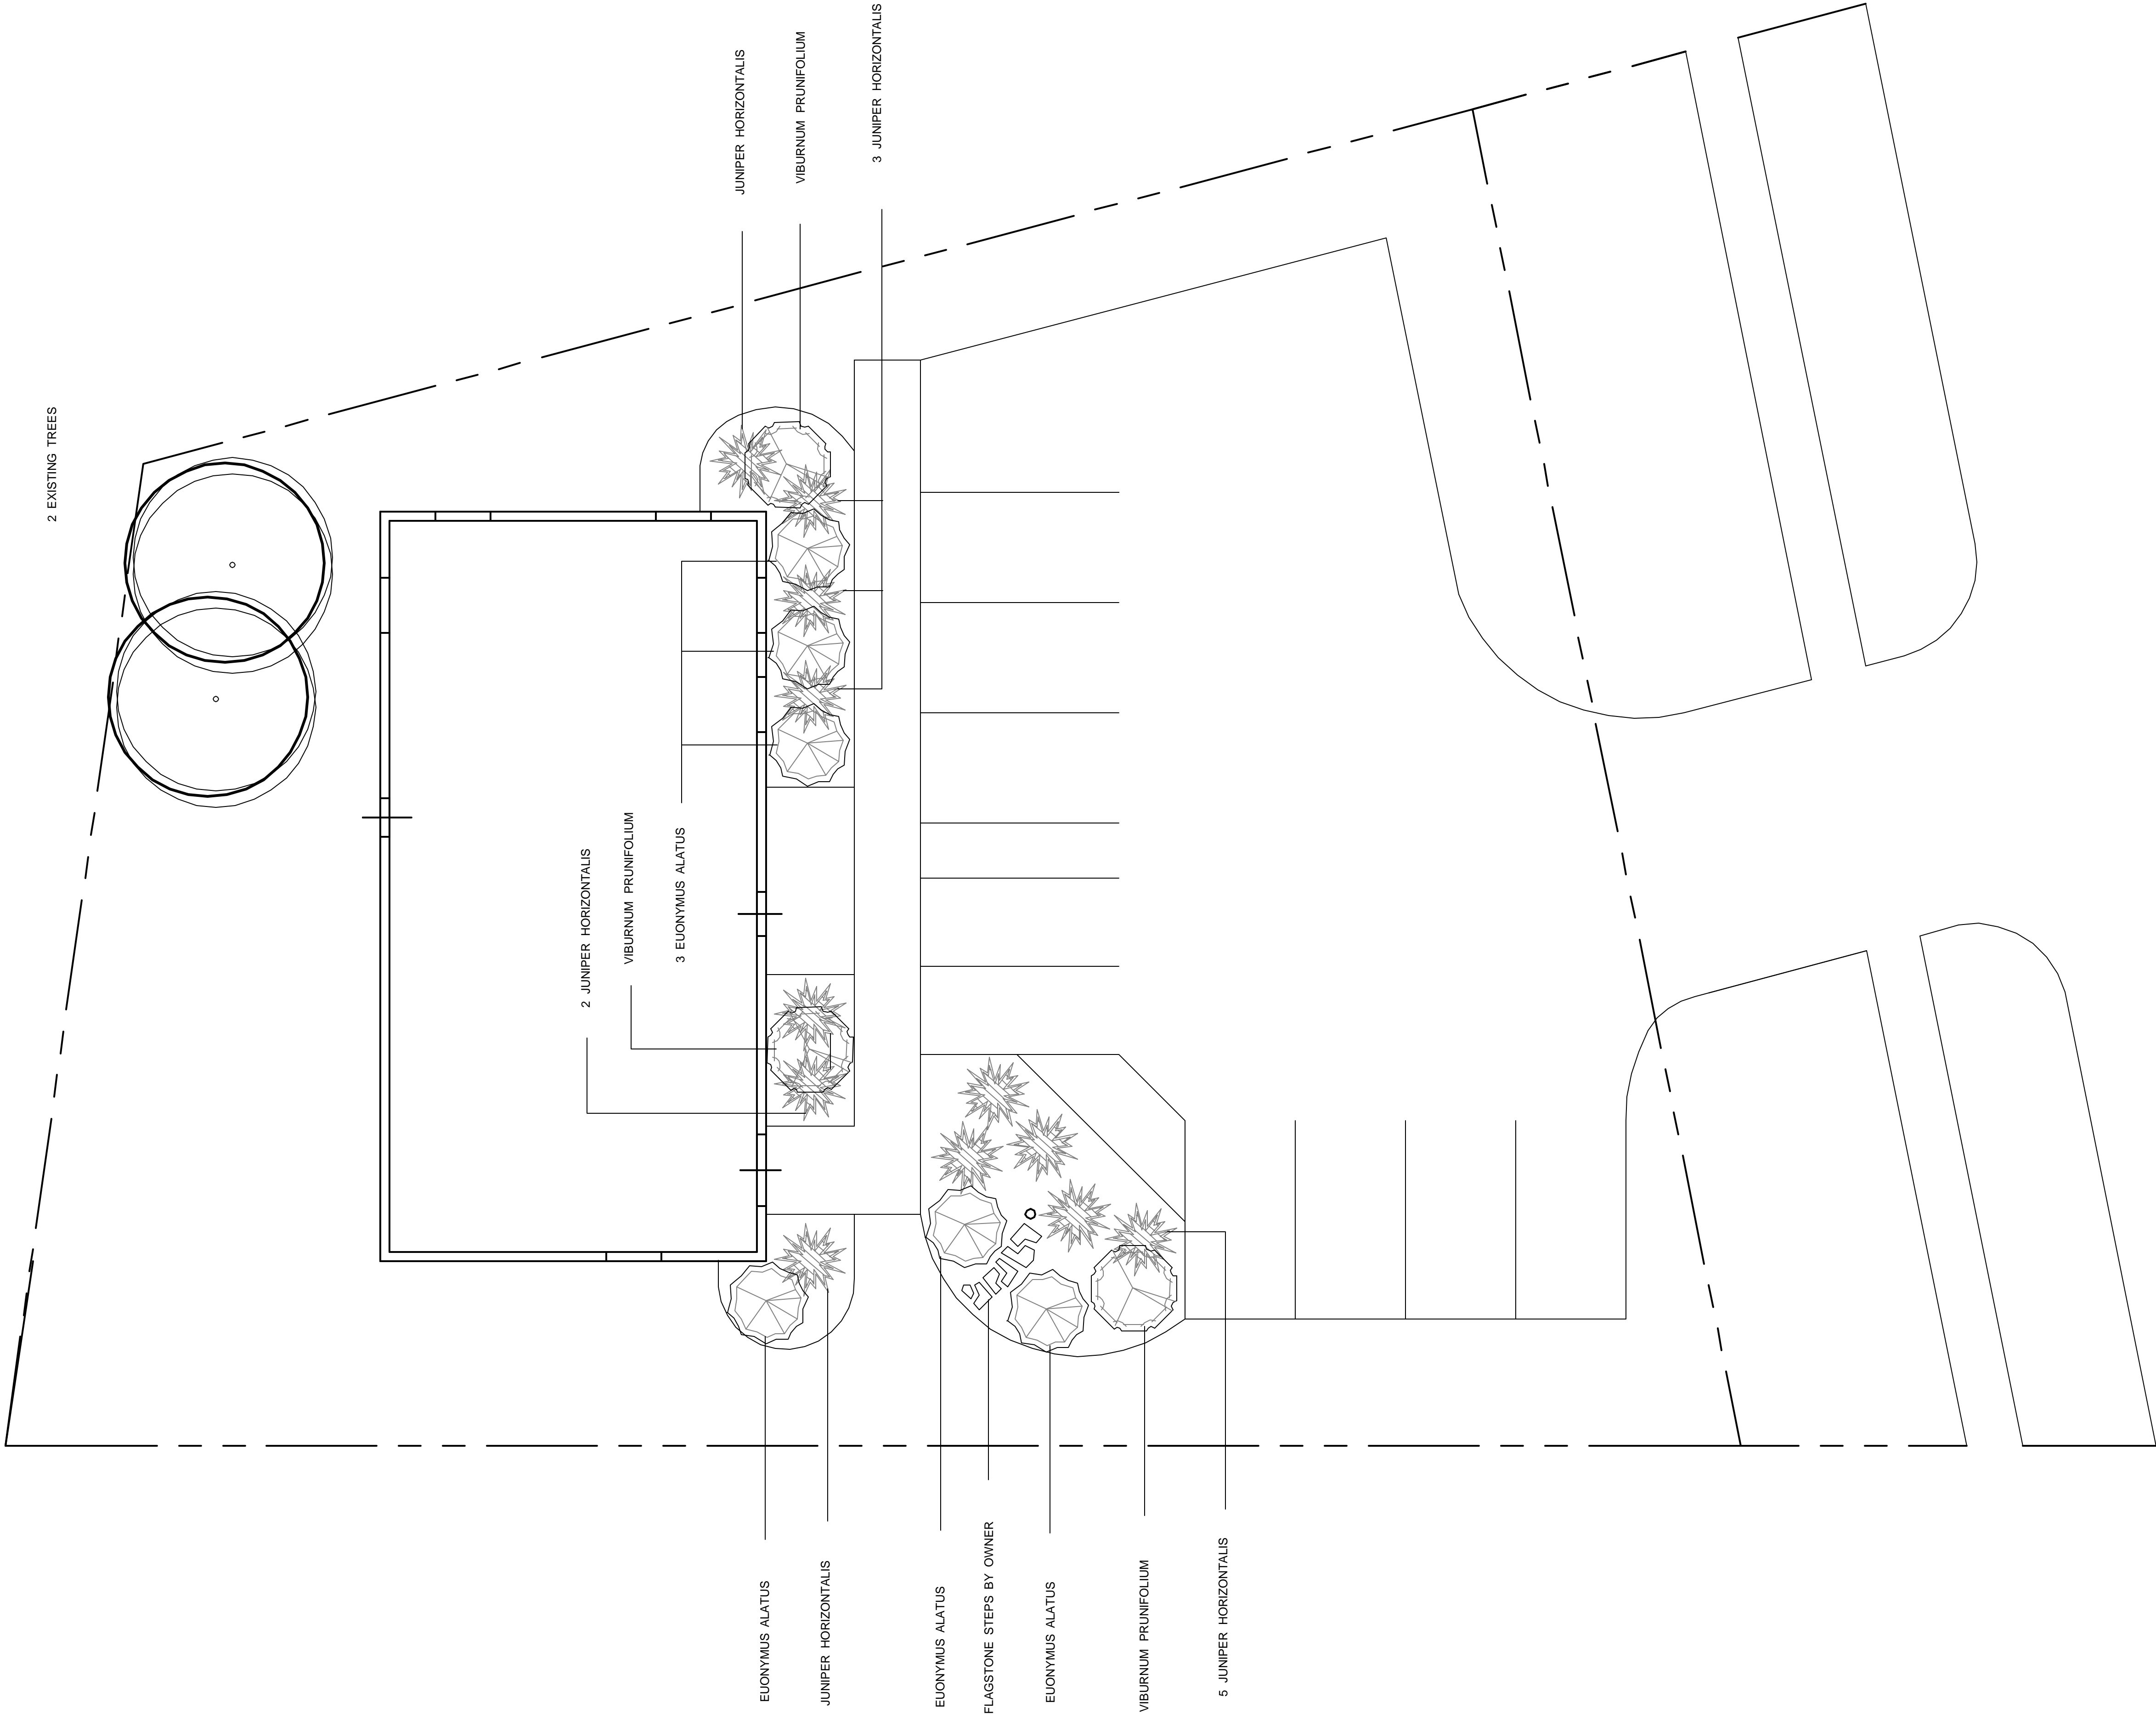 2 EXISTING TREES
JUNIPER HORIZONTALIS
VIBURNUM PRUNIFOLIUM
3 JUNIPER HORIZONTALIS
2 JUNIPER HORIZONTALIS
VIBURNUM PRUNIFOLIUM
3 EUONYMUS ALATUS
EUONYMUS ALATUS
JUNIPER HORIZONTALIS
EUONYMUS ALATUS
FLAGSTONE STEPS BY OWNER
EUONYMUS ALATUS
VIBURNUM PRUNIFOLIUM
5 JUNIPER HORIZONTALIS